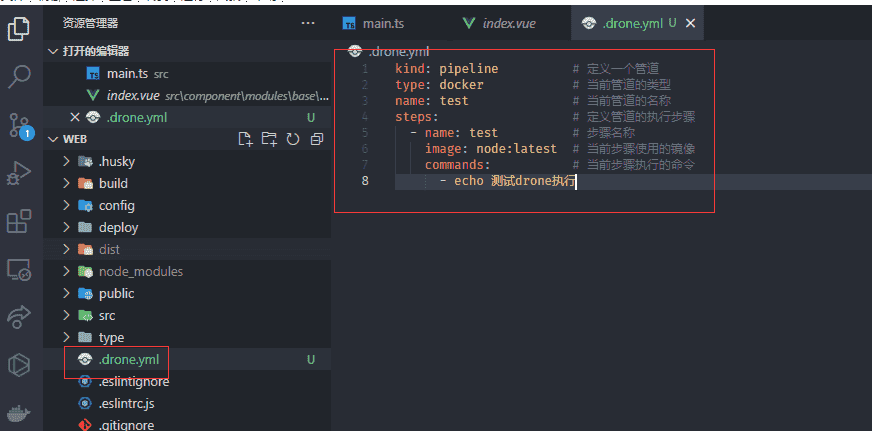 资源管理器
打开的编辑器
main.ts src
index.vue src\component\modules\base\...
.drone.yml
WEB
.husky
build
config
deploy
dist
node_modules
public
src
type
.drone.yml U
.eslintignore
.eslintrc.js
.gitignore
1
main.ts
index.vue
.drone.yml U
.drone.yml
1 kind: pipeline # 定义一个管道
2 type: docker # 当前管道的类型
3 name: test # 当前管道的名称
4 steps: # 定义管道的执行步骤
5 - name: test # 步骤名称
6 image: node:latest # 当前步骤使用的镜像
7 commands: # 当前步骤执行的命令
8 - echo 测试drone执行